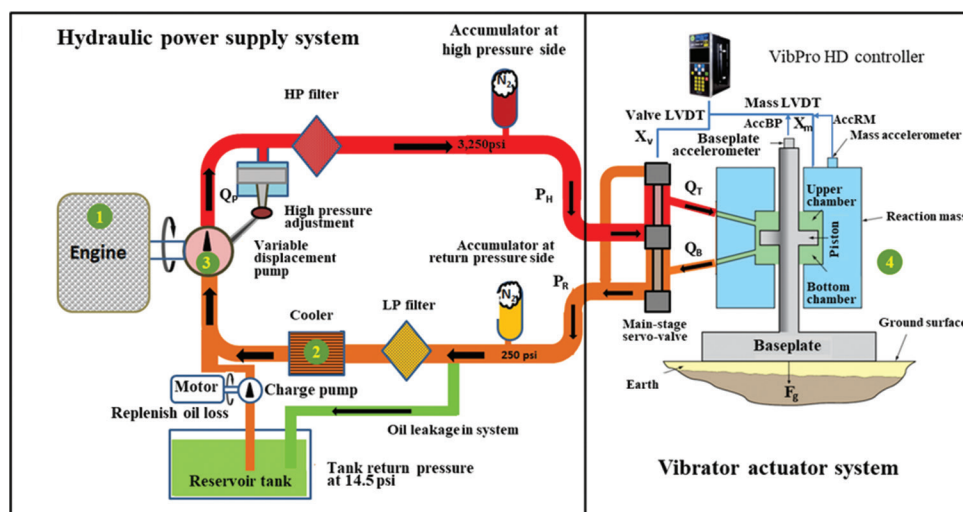 Hydraulic power supply system
Accumulator at
high pressure side
N2
HP filter
3,250psi
QP
High pressure
adjustment
1
Engine
3
Variable
displacement
pump
PH
Accumulator at
return pressure
side
N2
PR
Cooler
LP filter
2
250 psi
Motor
Charge pump
Replenish oil loss
Oil leakage in system
Reservoir tank
Tank return pressure
at 14.5 psi
VibPro HD controller
Valve LVDT
Mass LVDT
Xv
AccBP
Xm
AccRM
Baseplate
accelerometer
Mass accelerometer
QT
Upper
chamber
Reaction mass
Piston
QB
4
Bottom
chamber
Main-stage
servo-valve
Ground surface
Baseplate
Earth
Fg
Vibrator actuator system